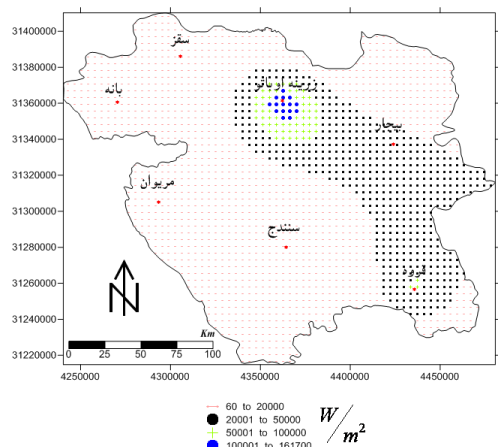 31400000
سقز
31380000
بانه
زرینه اوباتو
31360000
بیجار
31340000
31320000
مریوان
31300000
سنندج
31280000
قروه
31260000
N
31240000
Km
31220000
0 25 50 75 100
4250000 4300000 4350000 4400000 4450000
60 to 20000
20001 to 50000
50001 to 100000
100001 to 161700
W/m²